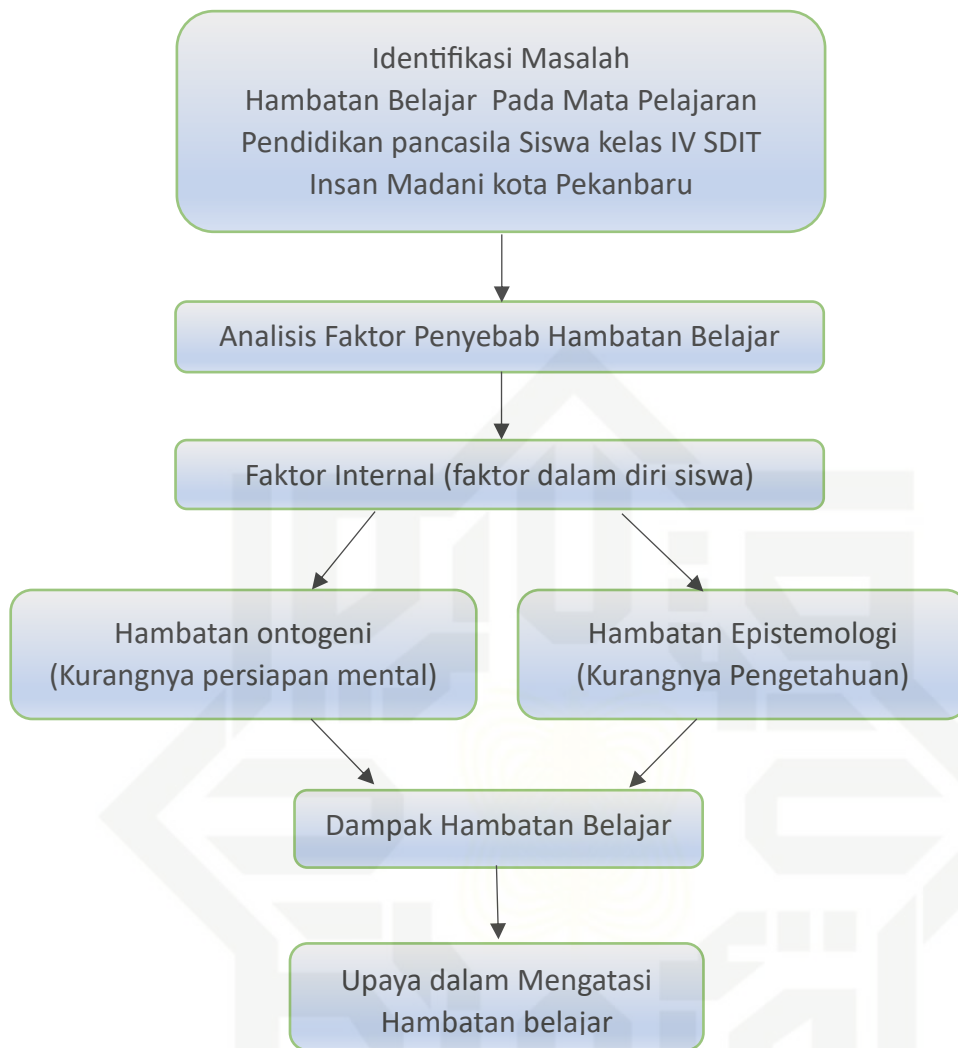 Identifikasi Masalah
Hambatan Belajar Pada Mata Pelajaran
Pendidikan pancasila Siswa kelas IV SDIT
Insan Madani kota Pekanbaru
Analisis Faktor Penyebab Hambatan Belajar
Faktor Internal (faktor dalam diri siswa)
Hambatan ontogeni
(Kurangnya persiapan mental)
Hambatan Epistemologi
(Kurangnya Pengetahuan)
Dampak Hambatan Belajar
Upaya dalam Mengatasi
Hambatan belajar